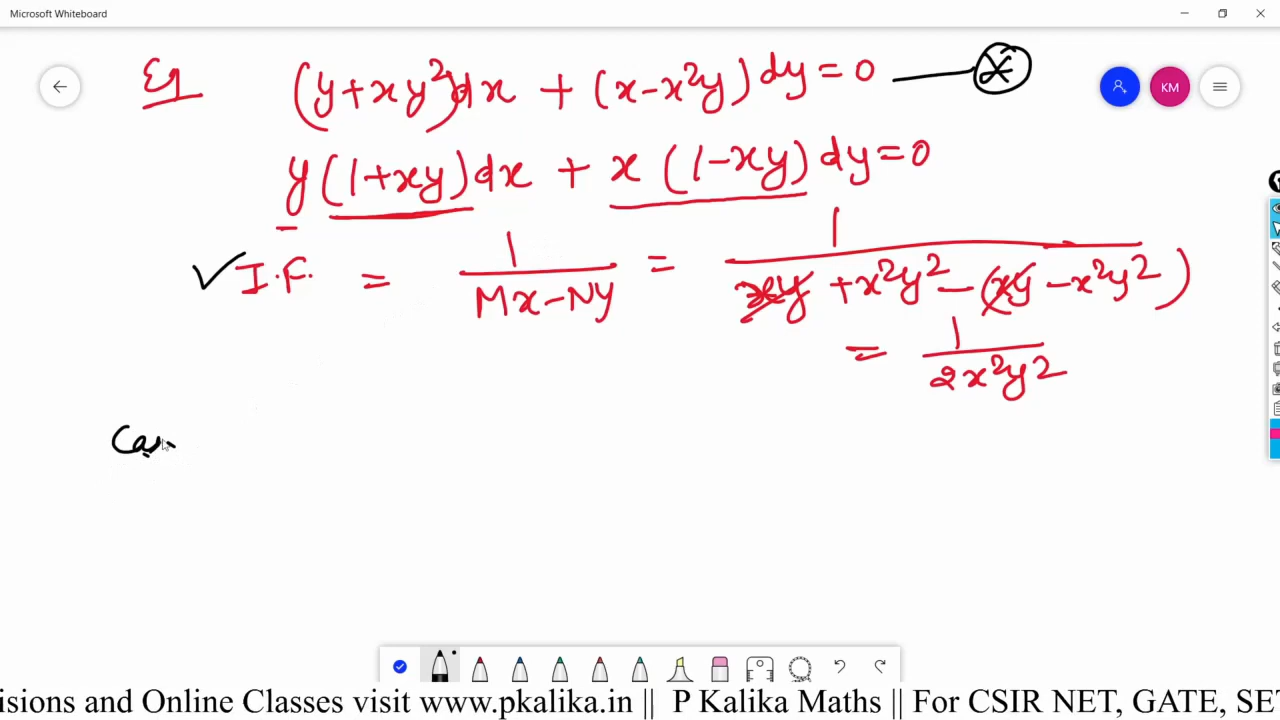 Microsoft Whiteboard
Eg (y+xy²)dx + (x-x²y)dy=0 ——— ⊛
KM
y(1+xy)dx + x(1-xy)dy=0
✓ I.F. = 1/(Mx-Ny) = 1/(xy+x²y²-(xy-x²y²))
= 1/(2x²y²)
isions and Online Classes visit www.pkalika.in || P Kalika Maths || For CSIR NET, GATE, SE